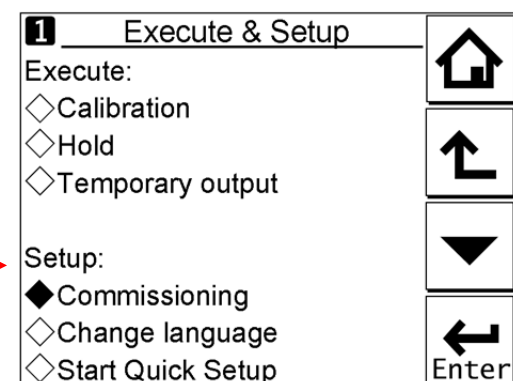 1 Execute & Setup
Execute:
Calibration
Hold
Temporary output
Setup:
Commissioning
Change language
Start Quick Setup
Enter